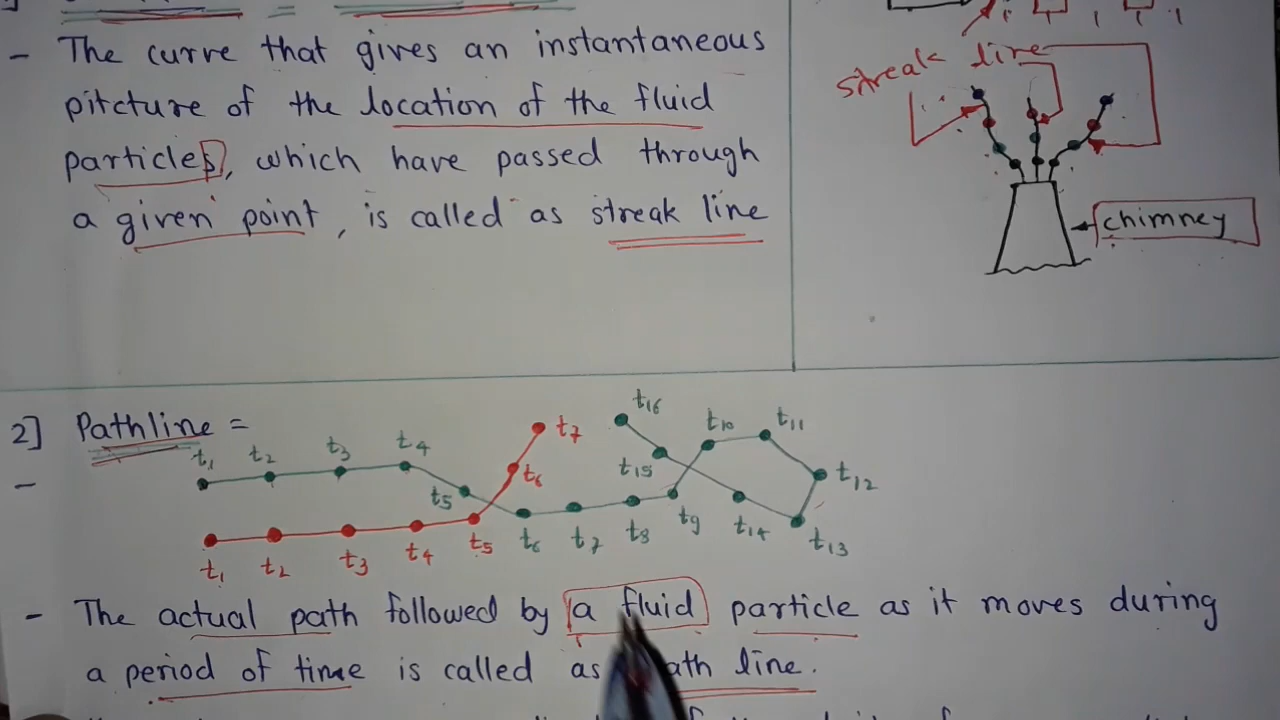 - The curve that gives an instantaneous
pitcture of the location of the fluid
particles, which have passed through
a given point, is called as streak line
streak line
chimney
2] Pathline =
-
t1 t2 t3 t4 t5 t6 t7 t8 t9 t10 t11 t12 t13 t14 t15 t16
t1 t2 t3 t4 t5 t6 t7
- The actual path followed by a fluid particle as it moves during
a period of time is called as path line.